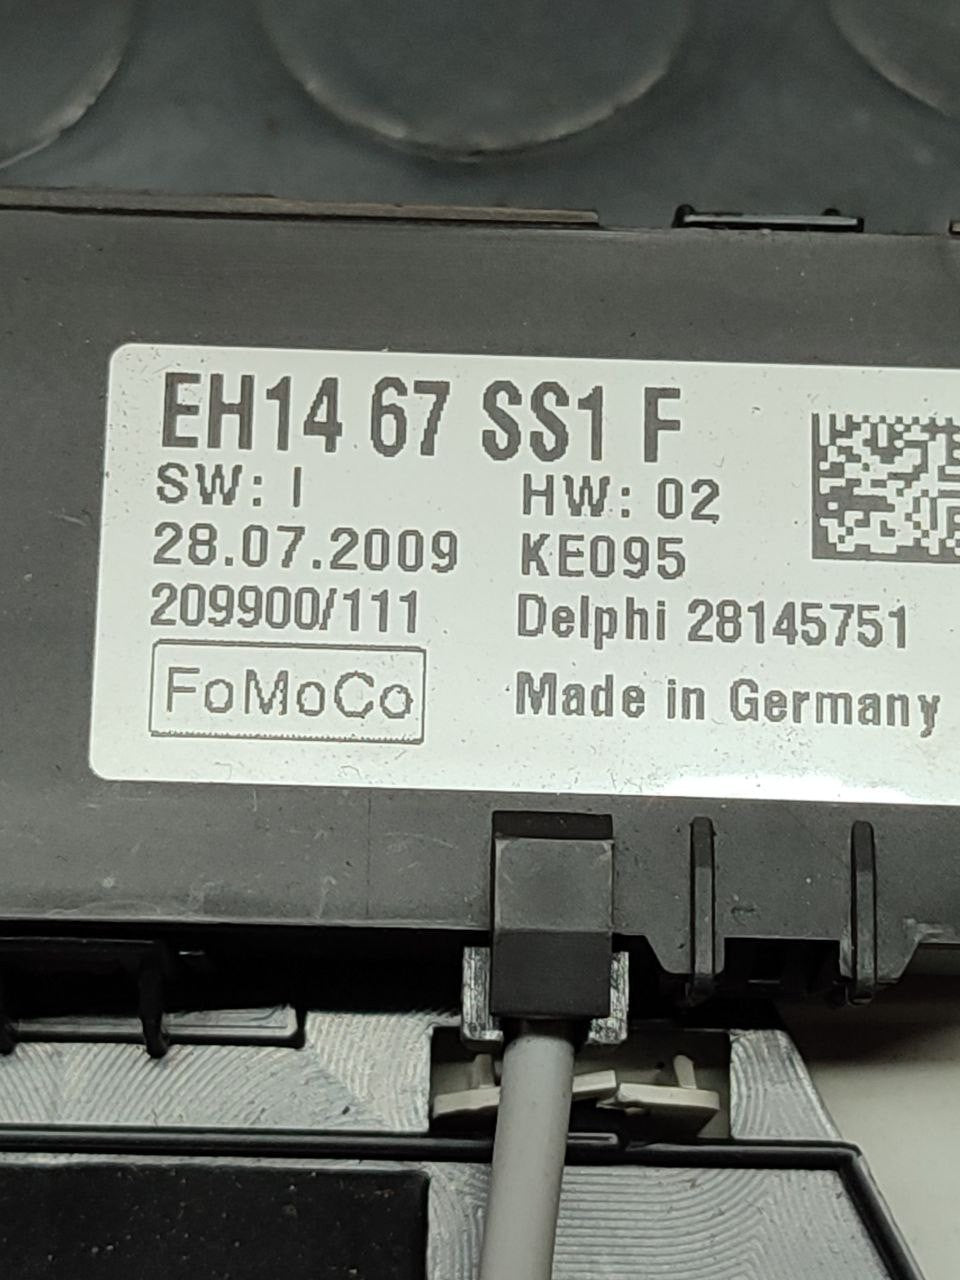 EH14 67 SS1 F
SW: I HW: 02
28.07.2009 KE095
209900/111 Delphi 28145751
FoMoCo Made in Germany